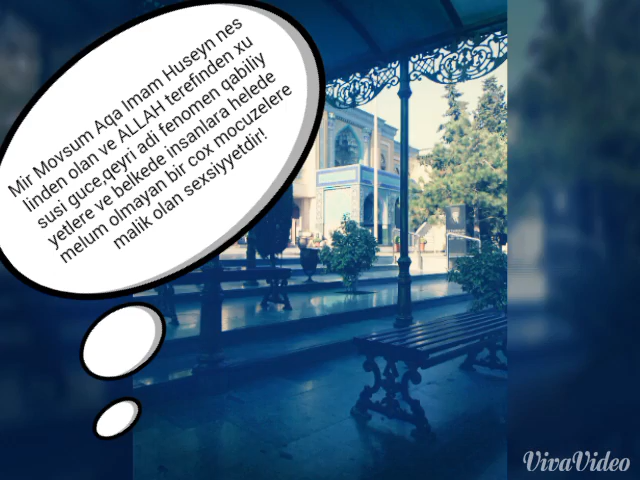 Mir Movsum Aqa Imam Huseyn nes
linden olan ve ALLAH terefinden xu
susi guce,qeyri adi fenomen qabiliy
yetlere ve belkede insanlara helede
melum olmayan bir cox mocuzelere
malik olan sexsiyyetdir!
VivaVideo